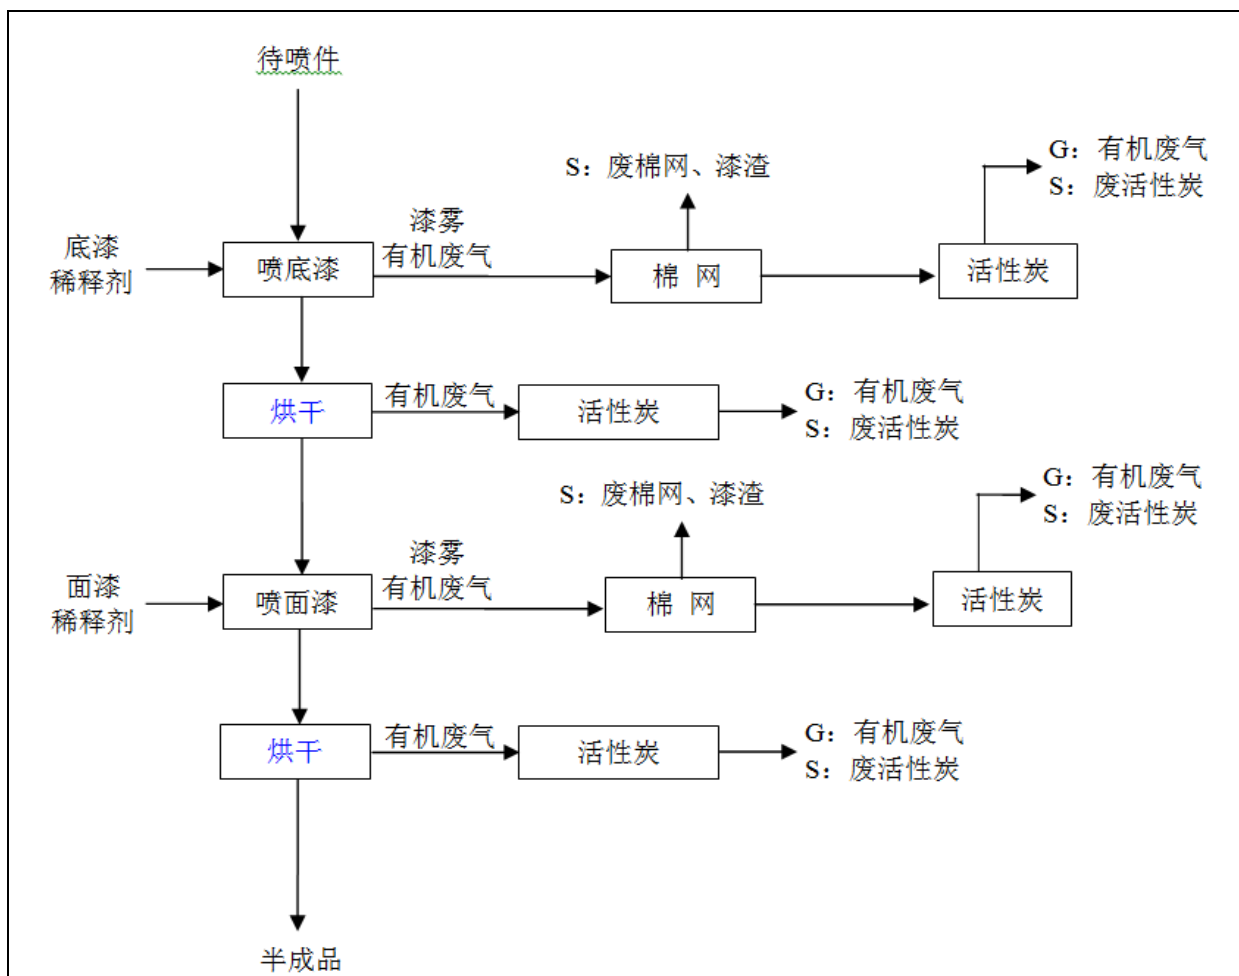 待喷件
G：有机废气
S：废活性炭
S：废棉网、漆渣
底漆
稀释剂
喷底漆
漆雾
有机废气
棉 网
活性炭
烘干
有机废气
活性炭
G：有机废气
S：废活性炭
S：废棉网、漆渣
G：有机废气
S：废活性炭
面漆
稀释剂
喷面漆
漆雾
有机废气
棉 网
活性炭
烘干
有机废气
活性炭
G：有机废气
S：废活性炭
半成品